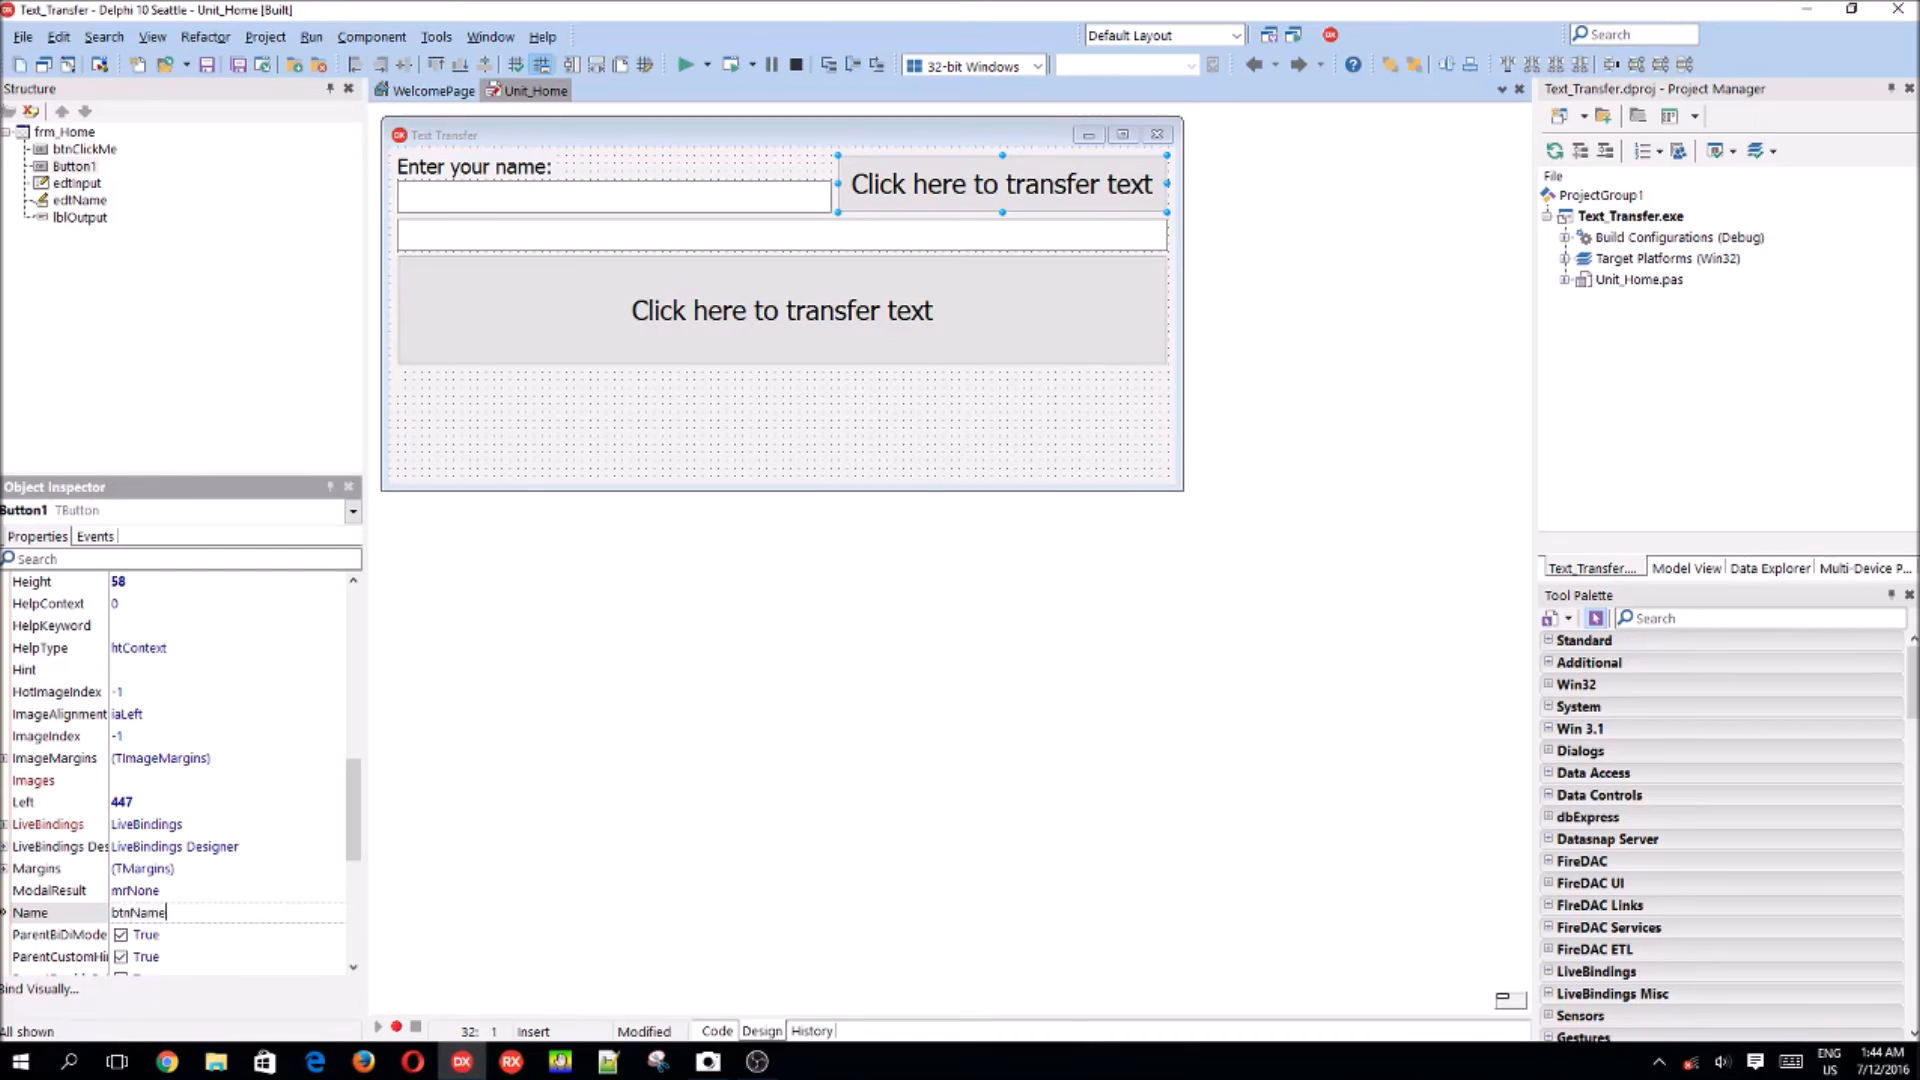 Text_Transfer - Delphi 10 Seattle - Unit_Home [Built]
File Edit Search View Refactor Project Run Component Tools Window Help
Default Layout
Search
32-bit Windows
Structure
WelcomePage
Unit_Home
Text_Transfer.dproj - Project Manager
frm_Home
btnClickMe
Button1
edtInput
edtName
lblOutput
Text Transfer
Enter your name:
Click here to transfer text
Click here to transfer text
File
ProjectGroup1
Text_Transfer.exe
Build Configurations (Debug)
Target Platforms (Win32)
Unit_Home.pas
Object Inspector
Button1 TButton
Properties Events
Search
Height 58
HelpContext 0
HelpKeyword
HelpType htContext
Hint
HotImageIndex -1
ImageAlignment iaLeft
ImageIndex -1
ImageMargins (TImageMargins)
Images
Left 447
LiveBindings LiveBindings
LiveBindings Des LiveBindings Designer
Margins (TMargins)
ModalResult mrNone
Name btnName
ParentBiDiMode True
ParentCustomHi True
Bind Visually...
All shown
Text_Transfer.... Model View Data Explorer Multi-Device P...
Tool Palette
Search
Standard
Additional
Win32
System
Win 3.1
Dialogs
Data Access
Data Controls
dbExpress
Datasnap Server
FireDAC
FireDAC UI
FireDAC Links
FireDAC Services
FireDAC ETL
LiveBindings
LiveBindings Misc
Sensors
Gestures
32: 1 Insert Modified Code Design History
DX
RX
ENG
US
1:44 AM
7/12/2016